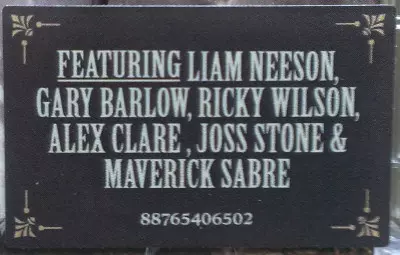 FEATURING LIAM NEESON,
GARY BARLOW, RICKY WILSON,
ALEX CLARE , JOSS STONE &
MAVERICK SABRE
88765406502